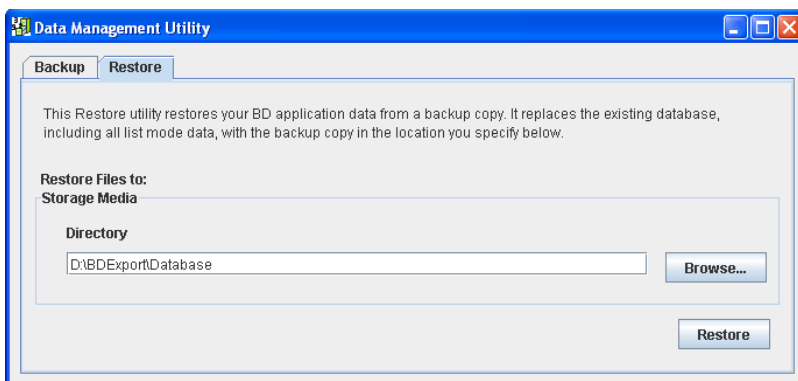 Data Management Utility
Backup Restore
This Restore utility restores your BD application data from a backup copy. It replaces the existing database,
including all list mode data, with the backup copy in the location you specify below.
Restore Files to:
Storage Media
Directory
D:\BDExport\Database
Browse...
Restore